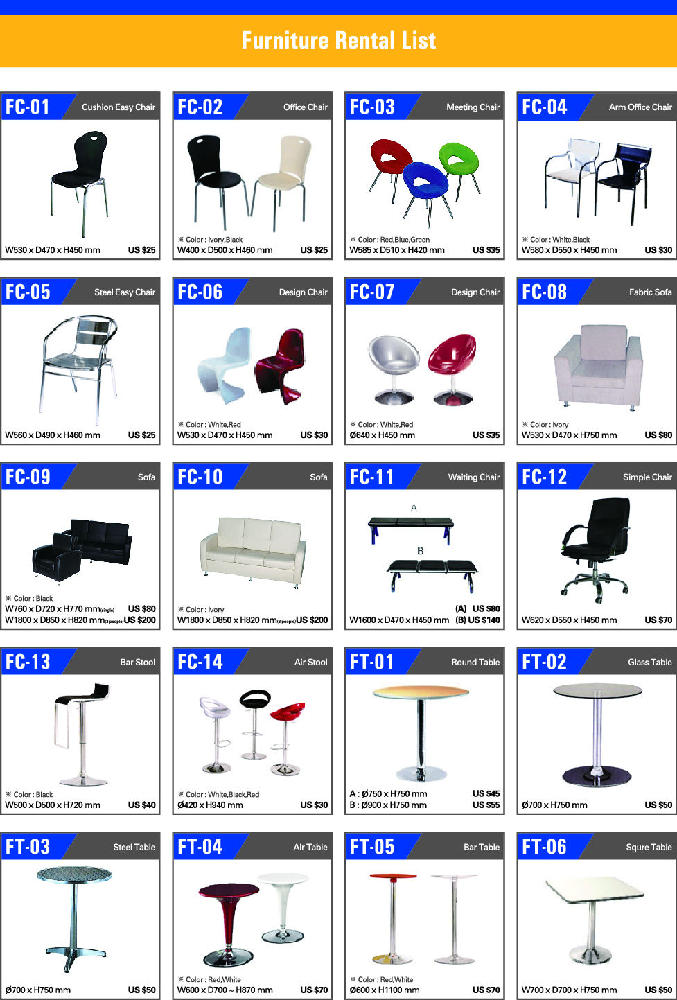 Furniture Rental List
FC-01 Cushion Easy Chair
W530 x D470 x H450 mm US $25
FC-02 Office Chair
※ Color : Ivory,Black
W400 x D500 x H460 mm US $25
FC-03 Meeting Chair
※ Color : Red,Blue,Green
W585 x D510 x H420 mm US $35
FC-04 Arm Office Chair
※ Color : White,Black
W580 x D550 x H450 mm US $30
FC-05 Steel Easy Chair
W560 x D490 x H460 mm US $25
FC-06 Design Chair
※ Color : White,Red
W530 x D470 x H450 mm US $30
FC-07 Design Chair
※ Color : White,Red
Ø640 x H450 mm US $35
FC-08 Fabric Sofa
※ Color : Ivory
W530 x D470 x H750 mm US $80
FC-09 Sofa
※ Color : Black
W760 x D720 x H770 mm(single) US $80
W1800 x D850 x H820 mm(3 people) US $200
FC-10 Sofa
※ Color : Ivory
W1800 x D850 x H820 mm(3 people) US $200
FC-11 Waiting Chair
A
B
(A) US $80
W1600 x D470 x H450 mm (B) US $140
FC-12 Simple Chair
W620 x D550 x H450 mm US $70
FC-13 Bar Stool
※ Color : Black
W500 x D500 x H720 mm US $40
FC-14 Air Stool
※ Color : White,Black,Red
Ø420 x H940 mm US $30
FT-01 Round Table
A : Ø750 x H750 mm US $45
B : Ø900 x H750 mm US $55
FT-02 Glass Table
Ø700 x H750 mm US $50
FT-03 Steel Table
Ø700 x H750 mm US $50
FT-04 Air Table
※ Color : Red,White
W600 x D700 ~ H870 mm US $70
FT-05 Bar Table
※ Color : Red,White
Ø600 x H1100 mm US $70
FT-06 Squre Table
W700 x D700 x H750 mm US $50